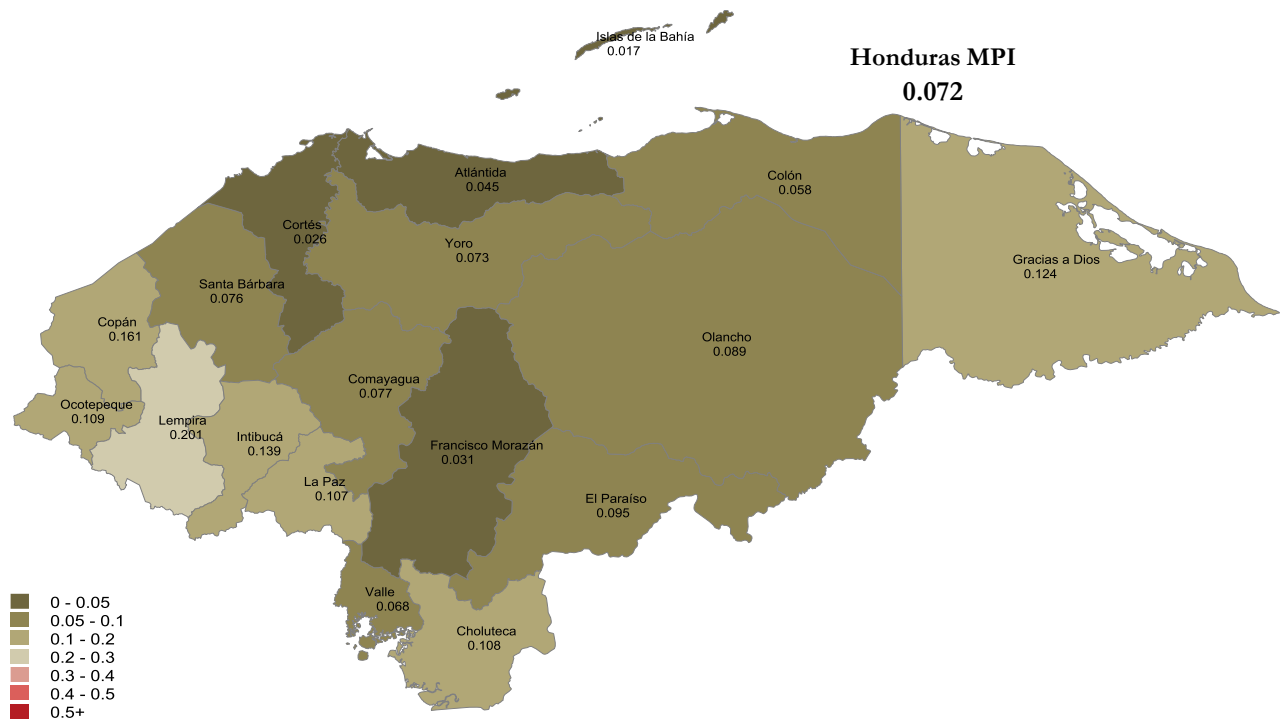 Islas de la Bahía
0.017
Honduras MPI
0.072
Atlántida
0.045
Colón
0.058
Cortés
0.026
Yoro
0.073
Gracias a Dios
0.124
Santa Bárbara
0.076
Copán
0.161
Olancho
0.089
Comayagua
0.077
Ocotepeque
0.109
Lempira
0.201
Intibucá
0.139
Francisco Morazán
0.031
La Paz
0.107
El Paraíso
0.095
Valle
0.068
Choluteca
0.108
0 - 0.05
0.05 - 0.1
0.1 - 0.2
0.2 - 0.3
0.3 - 0.4
0.4 - 0.5
0.5+